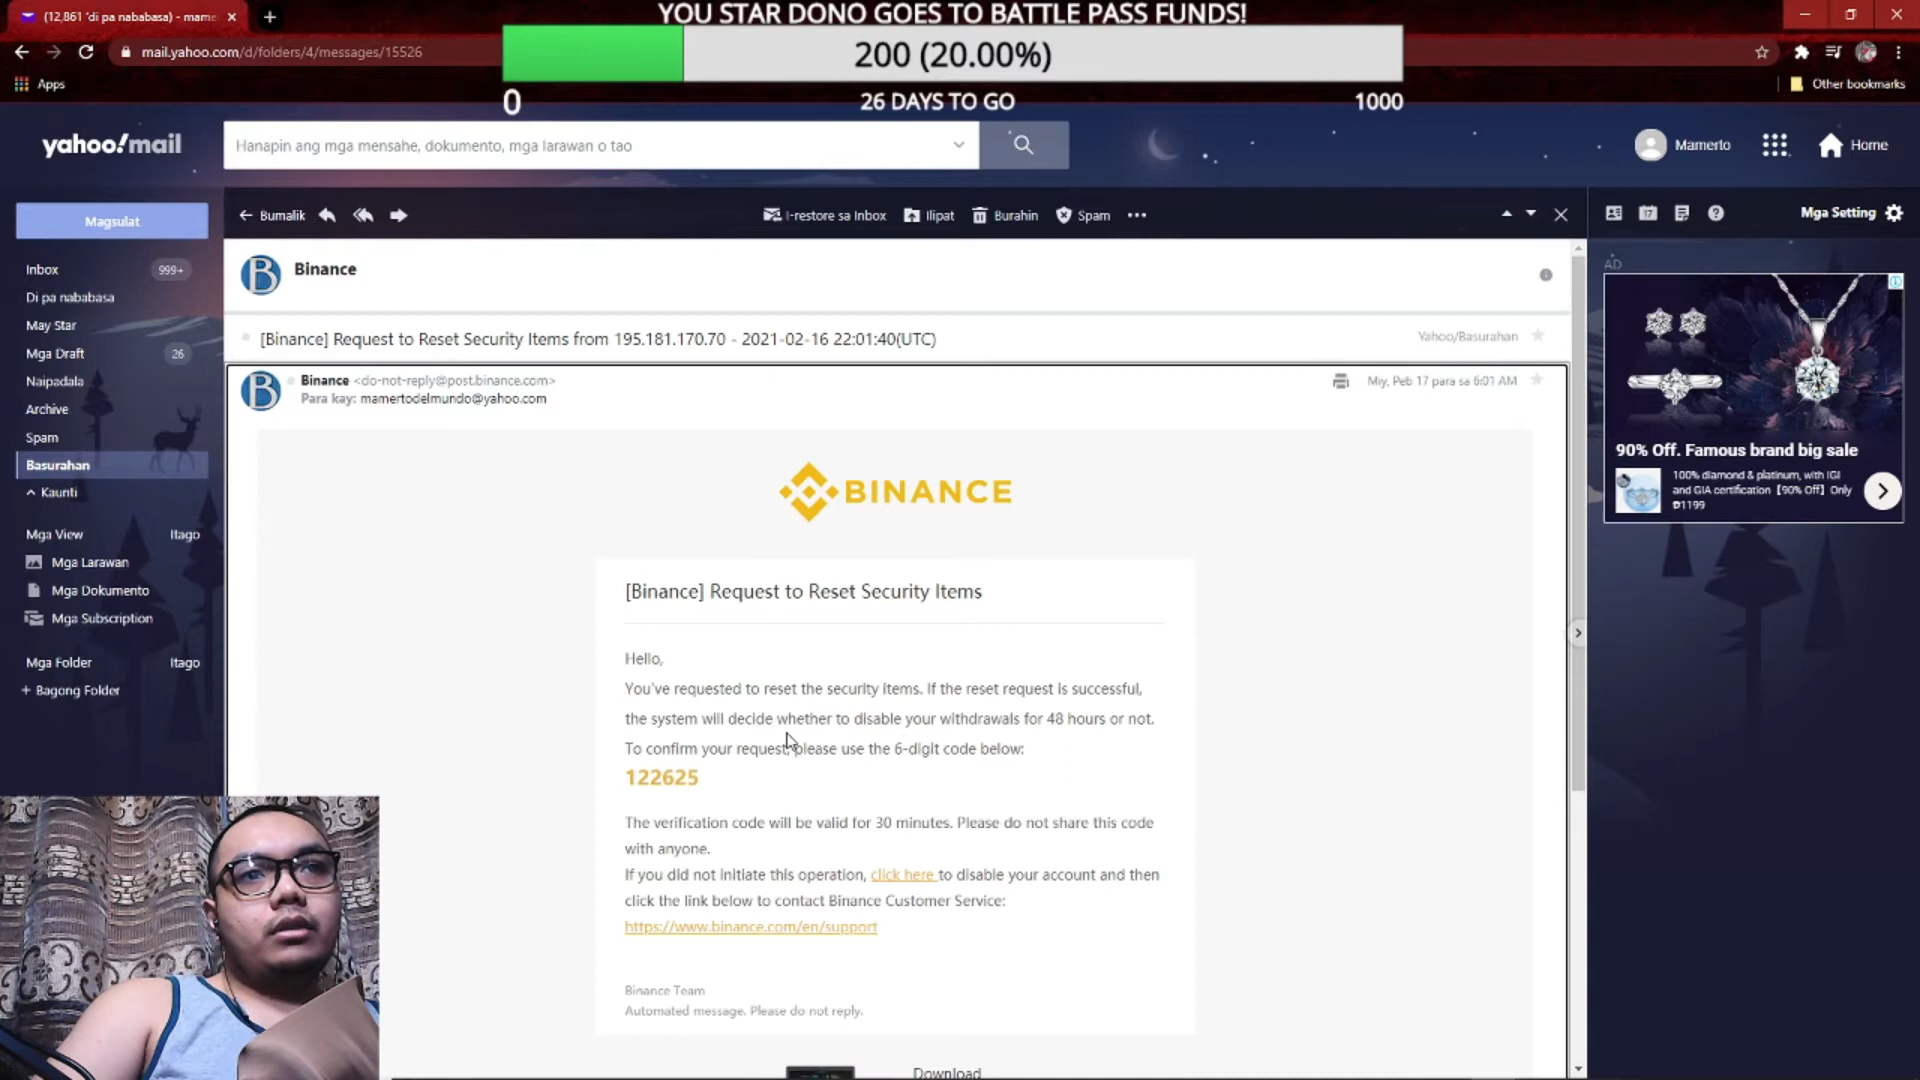 (12,861 'di pa nababasa) - mame
YOU STAR DONO GOES TO BATTLE PASS FUNDS!
mail.yahoo.com/d/folders/4/messages/15526
200 (20.00%)
Apps
0
26 DAYS TO GO
1000
Other bookmarks
yahoo!mail
Hanapin ang mga mensahe, dokumento, mga larawan o tao
Mamerto
Home
Magsulat
Bumalik
I-restore sa Inbox
Ilipat
Burahin
Spam
Mga Setting
Inbox 999+
Di pa nababasa
May Star
Mga Draft 26
Naipadala
Archive
Spam
Basurahan
Kaunti
Mga View Itago
Mga Larawan
Mga Dokumento
Mga Subscription
Mga Folder Itago
+ Bagong Folder
Binance
[Binance] Request to Reset Security Items from 195.181.170.70 - 2021-02-16 22:01:40(UTC)
Yahoo/Basurahan
Binance <do-not-reply@post.binance.com>
Miy, Peb 17 para sa 6:01 AM
Para kay: mamertodelmundo@yahoo.com
BINANCE
[Binance] Request to Reset Security Items
Hello,
You've requested to reset the security items. If the reset request is successful,
the system will decide whether to disable your withdrawals for 48 hours or not.
To confirm your request, please use the 6-digit code below:
122625
The verification code will be valid for 30 minutes. Please do not share this code
with anyone.
If you did not initiate this operation, click here to disable your account and then
click the link below to contact Binance Customer Service:
https://www.binance.com/en/support
Binance Team
Automated message. Please do not reply.
Download
AD
90% Off. Famous brand big sale
100% diamond & platinum, with IGI
and GIA certification【90% Off】Only
₱1199